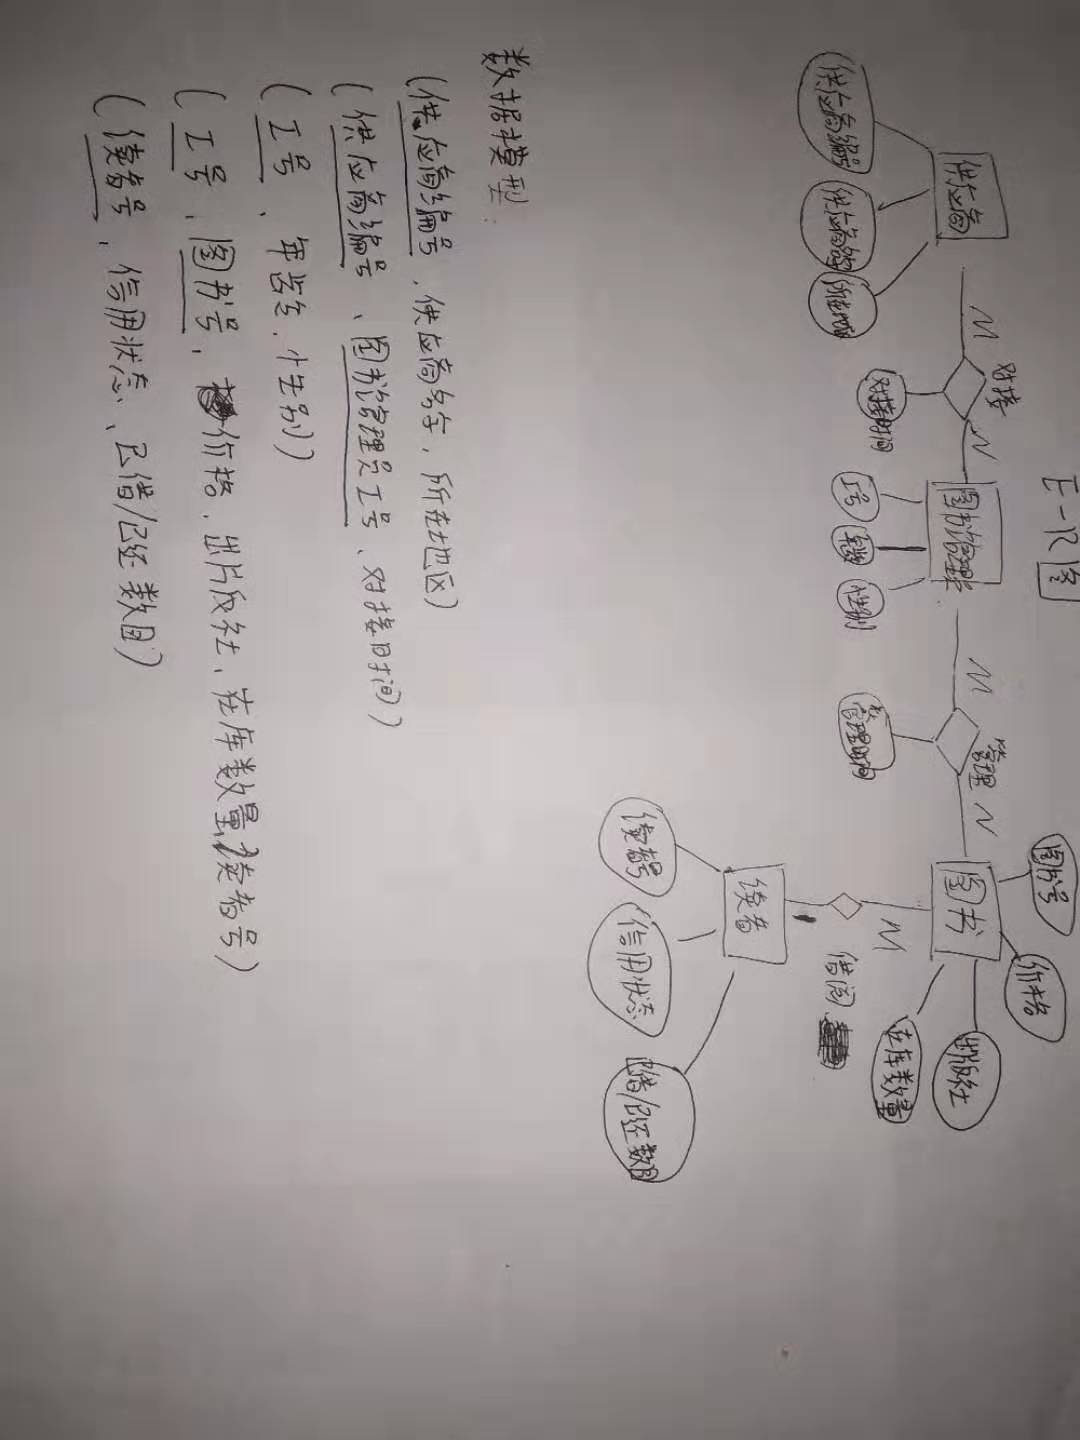 E-R图
供应商
供应商编号
供应商名字
所在地区
M
对接
N
对接时间
图书管理员
工号
年龄
性别
M
管理
N
管理时间
图书
图书号
价格
出版社
在库数量
M
借阅
1
读者
读者号
信用状态
已借/已还数目
数据模型：
(供应商编号，供应商名字，所在地区)
(供应商编号、图书管理员工号、对接时间)
(工号、年龄、性别)
(工号、图书号、价格、出版社、在库数量、读者号)
(读者号、信用状态、已借/已还数目)